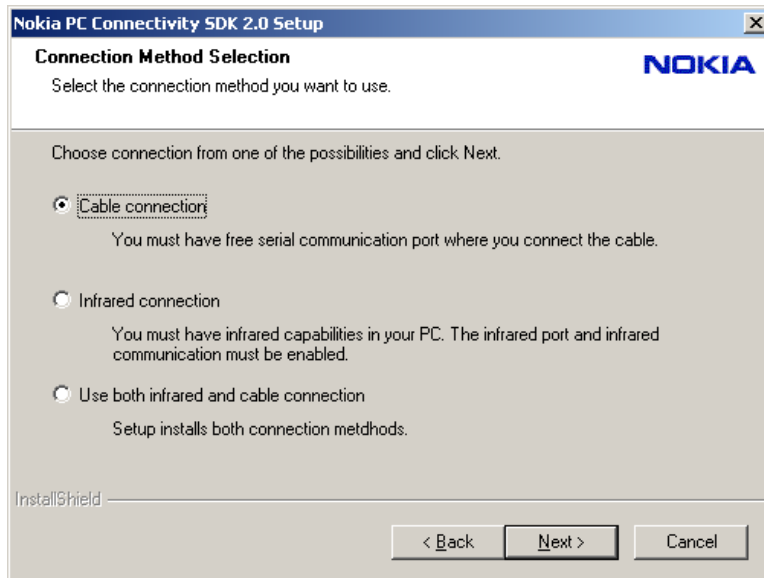 Nokia PC Connectivity SDK 2.0 Setup
Connection Method Selection
Select the connection method you want to use.
NOKIA
Choose connection from one of the possibilities and click Next.
Cable connection
You must have free serial communication port where you connect the cable.
Infrared connection
You must have infrared capabilities in your PC. The infrared port and infrared
communication must be enabled.
Use both infrared and cable connection
Setup installs both connection metdhods.
InstallShield
< Back Next > Cancel